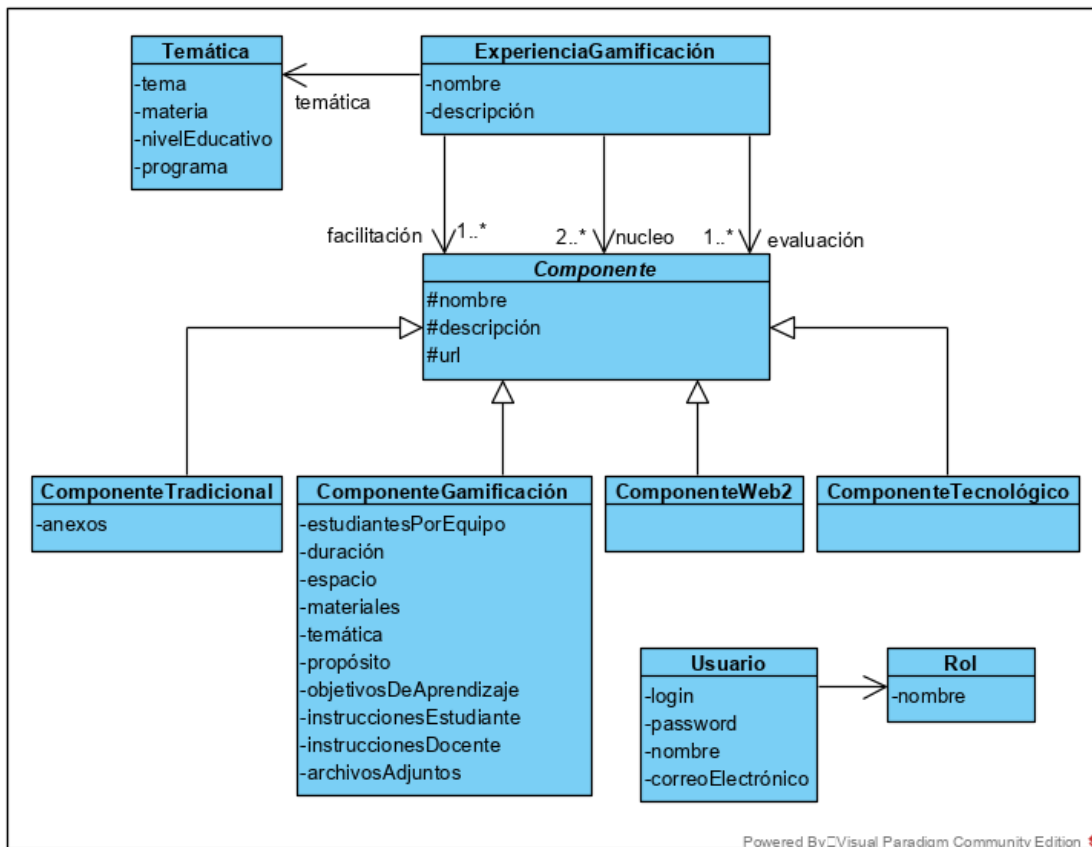 Temática
-tema
-materia
-nivelEducativo
-programa
ExperienciaGamificación
-nombre
-descripción
temática
facilitación
1..*
2..*
nucleo
1..*
evaluación
Componente
#nombre
#descripción
#url
ComponenteTradicional
-anexos
ComponenteGamificación
-estudiantesPorEquipo
-duración
-espacio
-materiales
-temática
-propósito
-objetivosDeAprendizaje
-instruccionesEstudiante
-instruccionesDocente
-archivosAdjuntos
ComponenteWeb2
ComponenteTecnológico
Usuario
-login
-password
-nombre
-correoElectrónico
Rol
-nombre
Powered By Visual Paradigm Community Edition